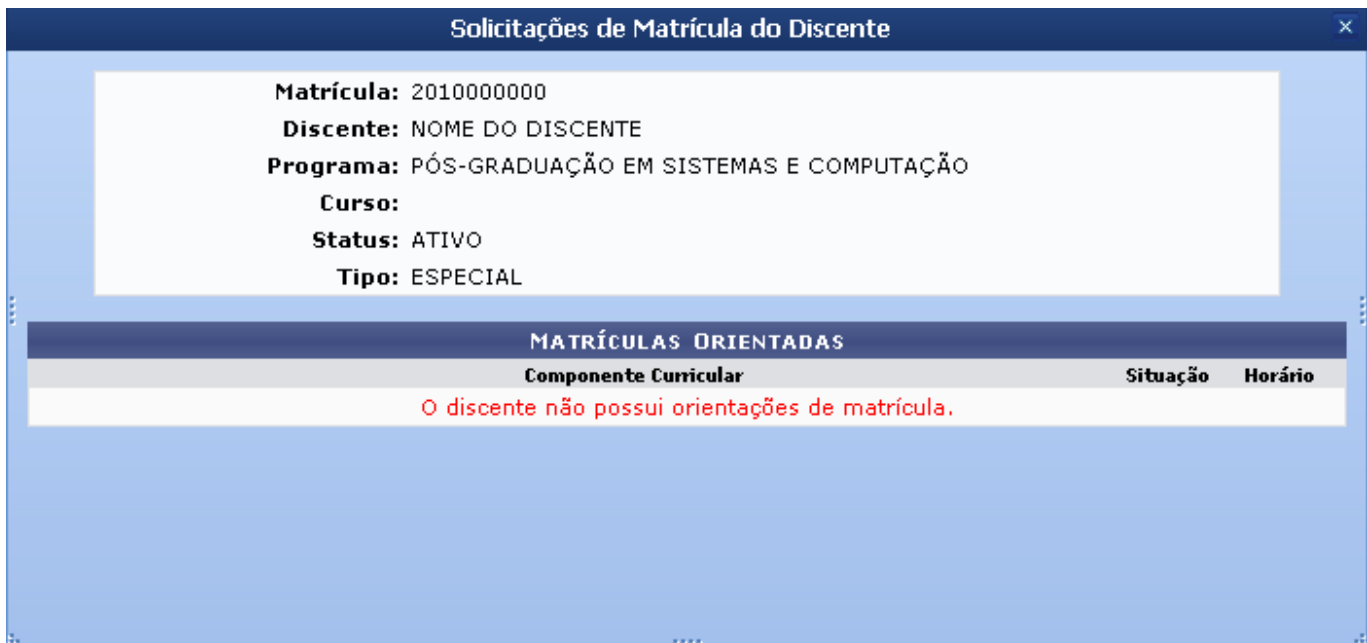 Solicitações de Matrícula do Discente
Matrícula: 2010000000
Discente: NOME DO DISCENTE
Programa: PÓS-GRADUAÇÃO EM SISTEMAS E COMPUTAÇÃO
Curso:
Status: ATIVO
Tipo: ESPECIAL
MATRÍCULAS ORIENTADAS
Componente Curricular Situação Horário
O discente não possui orientações de matrícula.